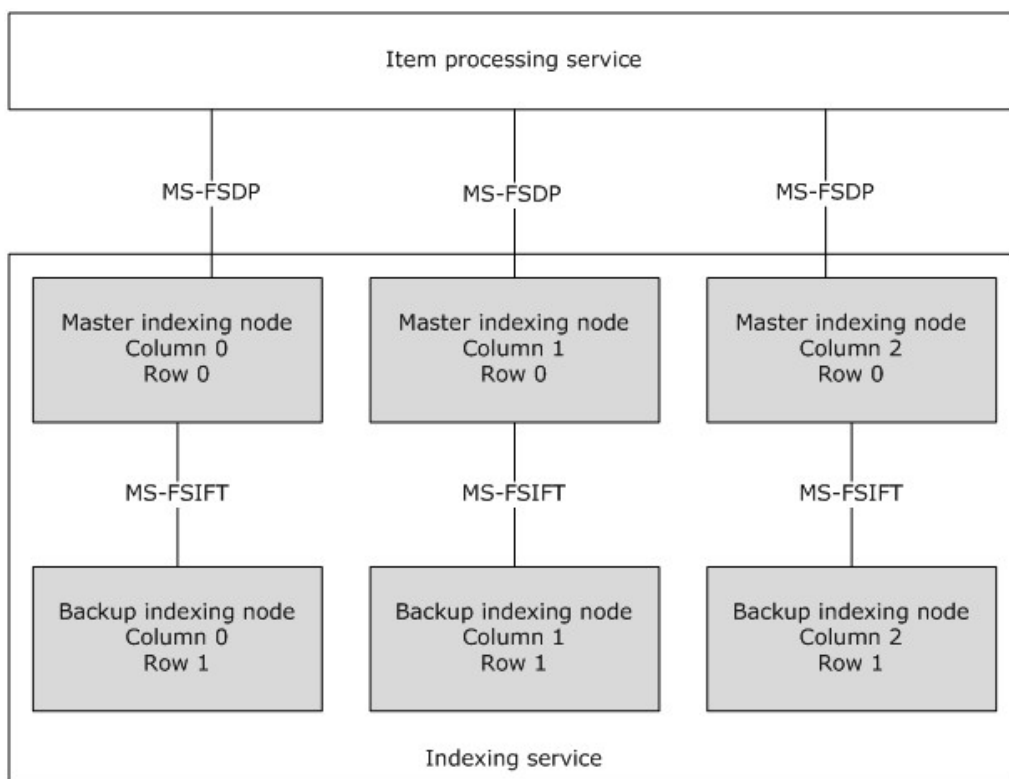 Item processing service
MS-FSDP
MS-FSDP
MS-FSDP
Master indexing node
Column 0
Row 0
Master indexing node
Column 1
Row 0
Master indexing node
Column 2
Row 0
MS-FSIFT
MS-FSIFT
MS-FSIFT
Backup indexing node
Column 0
Row 1
Backup indexing node
Column 1
Row 1
Backup indexing node
Column 2
Row 1
Indexing service